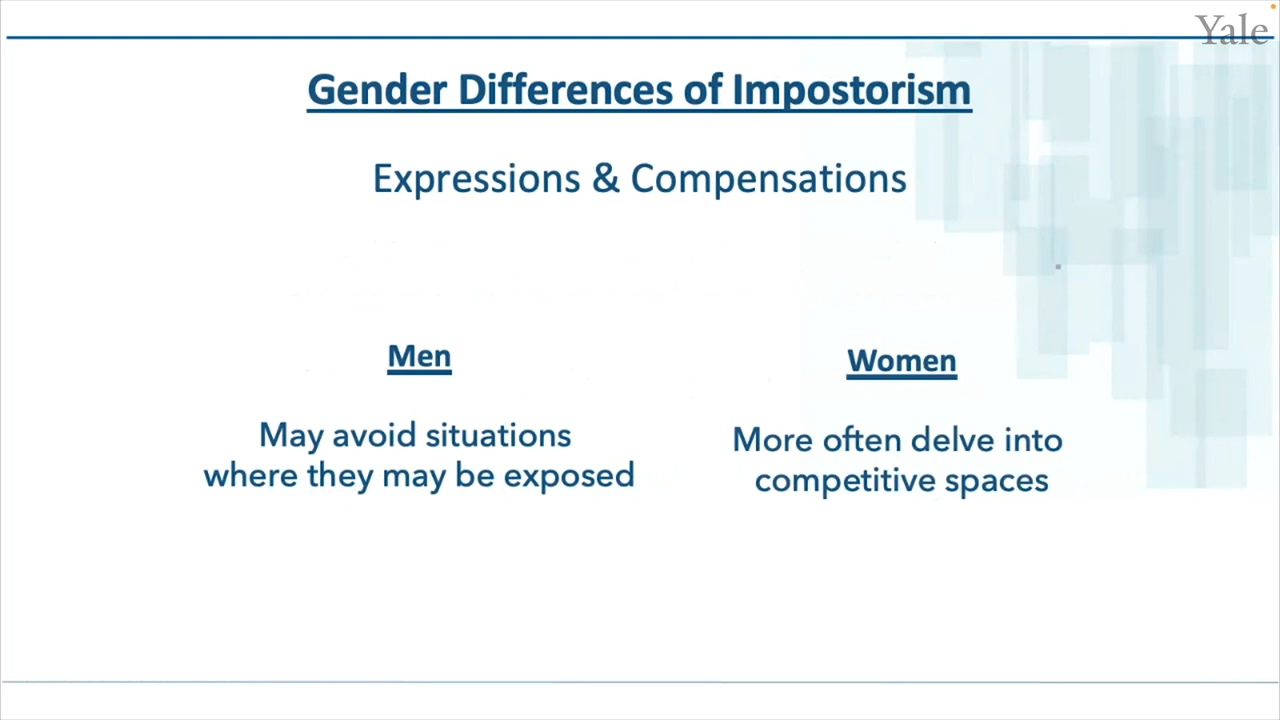 Yale
Gender Differences of Impostorism
Expressions & Compensations
Men
May avoid situations
where they may be exposed
Women
More often delve into
competitive spaces